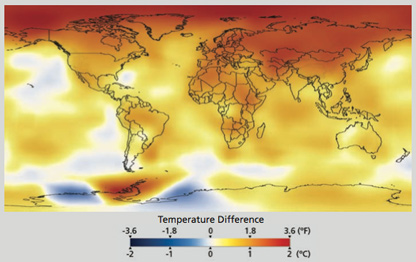 Temperature Difference
-3.6 -1.8 0 1.8 3.6 (°F)
-2 -1 0 1 2 (°C)